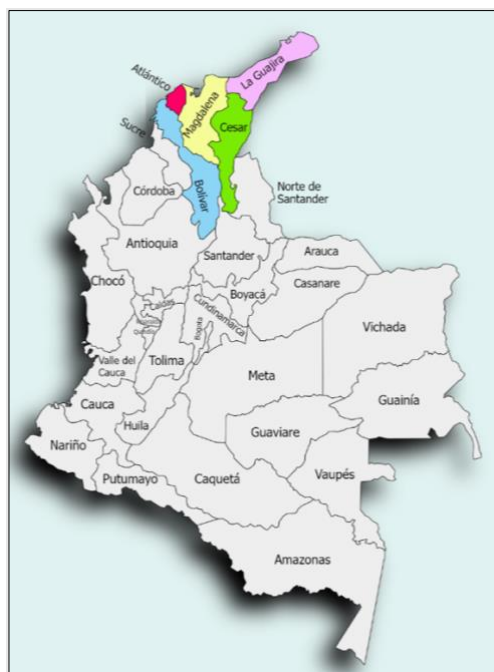 La Guajira
Atlántico
Magdalena
Cesar
Sucre
Bolívar
Córdoba
Norte de
Santander
Antioquia
Santander
Arauca
Chocó
Boyacá
Casanare
Caldas
Cundinamarca
Vichada
Bogotá
Valle del
Cauca
Tolima
Meta
Guainía
Cauca
Huila
Guaviare
Nariño
Vaupés
Putumayo
Caquetá
Amazonas